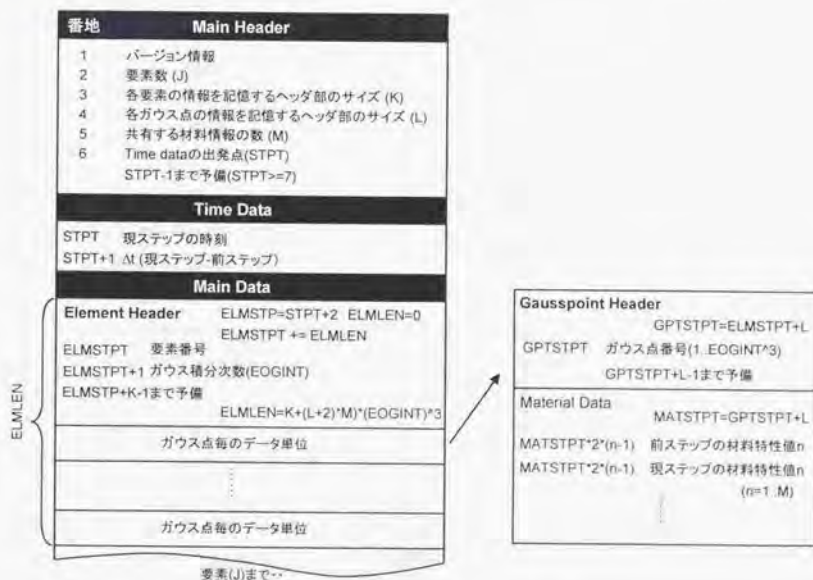 番地 Main Header
1 バージョン情報
2 要素数 (J)
3 各要素の情報を記憶するヘッダ部のサイズ (K)
4 各ガウス点の情報を記憶するヘッダ部のサイズ (L)
5 共有する材料情報の数 (M)
6 Time dataの出発点(STPT)
STPT-1まで予備(STPT>=7)
Time Data
STPT 現ステップの時刻
STPT+1 Δt (現ステップ-前ステップ)
Main Data
Element Header ELMSTP=STPT+2 ELMLEN=0
ELMSTPT += ELMLEN
ELMSTPT 要素番号
ELMSTPT+1 ガウス積分次数(EOGINT)
ELMSTP+K-1まで予備
ELMLEN=K+(L+2)*M)*(EOGINT)^3
ガウス点毎のデータ単位
ガウス点毎のデータ単位
要素(J)まで‥
ELMLEN
Gausspoint Header
GPTSTPT=ELMSTPT+L
GPTSTPT ガウス点番号(1..EOGINT^3)
GPTSTPT+L-1まで予備
Material Data
MATSTPT=GPTSTPT+L
MATSTPT*2*(n-1) 前ステップの材料特性値n
MATSTPT*2*(n-1) 現ステップの材料特性値n
(n=1..M)